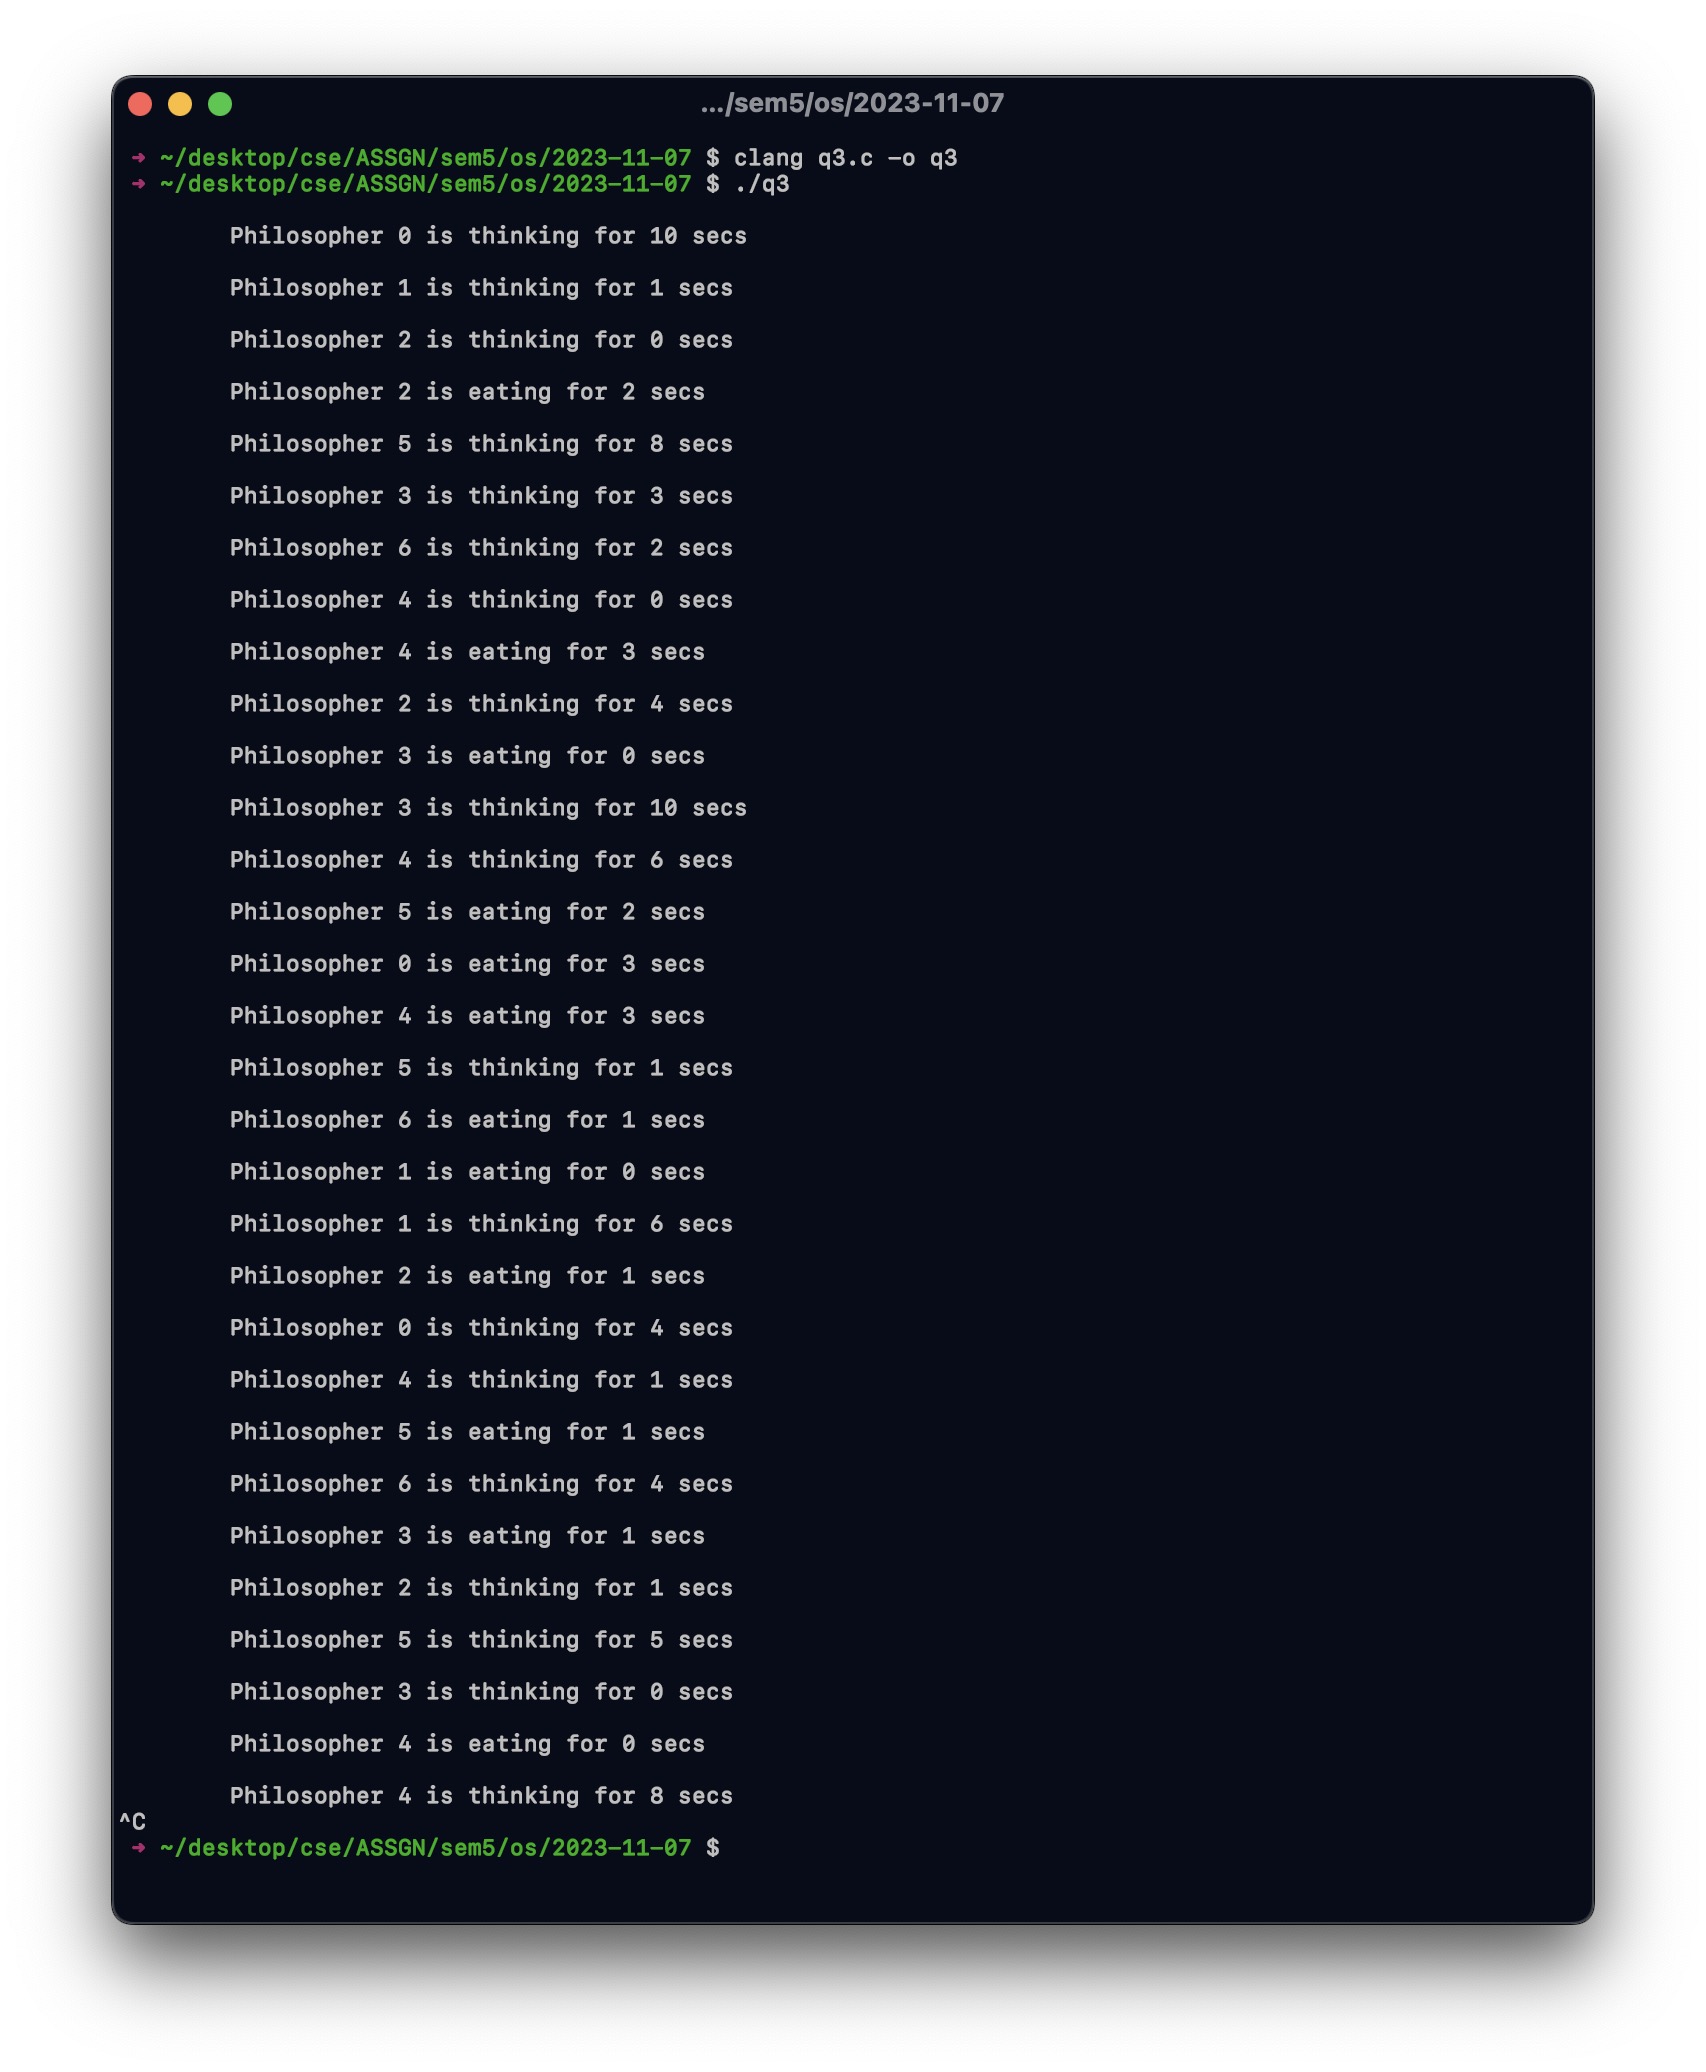 .../sem5/os/2023-11-07
➜ ~/desktop/cse/ASSGN/sem5/os/2023-11-07 $ clang q3.c -o q3
➜ ~/desktop/cse/ASSGN/sem5/os/2023-11-07 $ ./q3
Philosopher 0 is thinking for 10 secs
Philosopher 1 is thinking for 1 secs
Philosopher 2 is thinking for 0 secs
Philosopher 2 is eating for 2 secs
Philosopher 5 is thinking for 8 secs
Philosopher 3 is thinking for 3 secs
Philosopher 6 is thinking for 2 secs
Philosopher 4 is thinking for 0 secs
Philosopher 4 is eating for 3 secs
Philosopher 2 is thinking for 4 secs
Philosopher 3 is eating for 0 secs
Philosopher 3 is thinking for 10 secs
Philosopher 4 is thinking for 6 secs
Philosopher 5 is eating for 2 secs
Philosopher 0 is eating for 3 secs
Philosopher 4 is eating for 3 secs
Philosopher 5 is thinking for 1 secs
Philosopher 6 is eating for 1 secs
Philosopher 1 is eating for 0 secs
Philosopher 1 is thinking for 6 secs
Philosopher 2 is eating for 1 secs
Philosopher 0 is thinking for 4 secs
Philosopher 4 is thinking for 1 secs
Philosopher 5 is eating for 1 secs
Philosopher 6 is thinking for 4 secs
Philosopher 3 is eating for 1 secs
Philosopher 2 is thinking for 1 secs
Philosopher 5 is thinking for 5 secs
Philosopher 3 is thinking for 0 secs
Philosopher 4 is eating for 0 secs
Philosopher 4 is thinking for 8 secs
^C
➜ ~/desktop/cse/ASSGN/sem5/os/2023-11-07 $